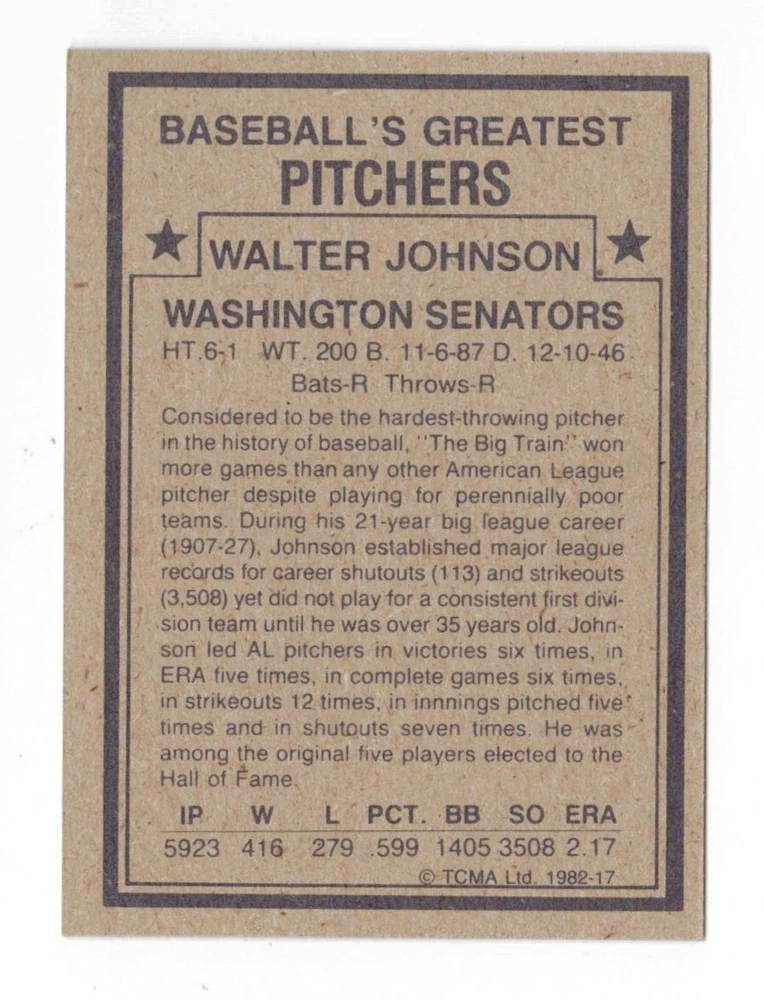 BASEBALL'S GREATEST
PITCHERS
WALTER JOHNSON
WASHINGTON SENATORS
HT.6-1 WT. 200 B. 11-6-87 D. 12-10-46
Bats-R Throws-R
Considered to be the hardest-throwing pitcher
in the history of baseball, "The Big Train" won
more games than any other American League
pitcher despite playing for perennially poor
teams. During his 21-year big league career
(1907-27), Johnson established major league
records for career shutouts (113) and strikeouts
(3,508) yet did not play for a consistent first divi-
sion team until he was over 35 years old. John-
son led AL pitchers in victories six times, in
ERA five times, in complete games six times,
in strikeouts 12 times, in innnings pitched five
times and in shutouts seven times. He was
among the original five players elected to the
Hall of Fame.
IP W L PCT. BB SO ERA
5923 416 279 .599 1405 3508 2.17
© TCMA Ltd. 1982-17